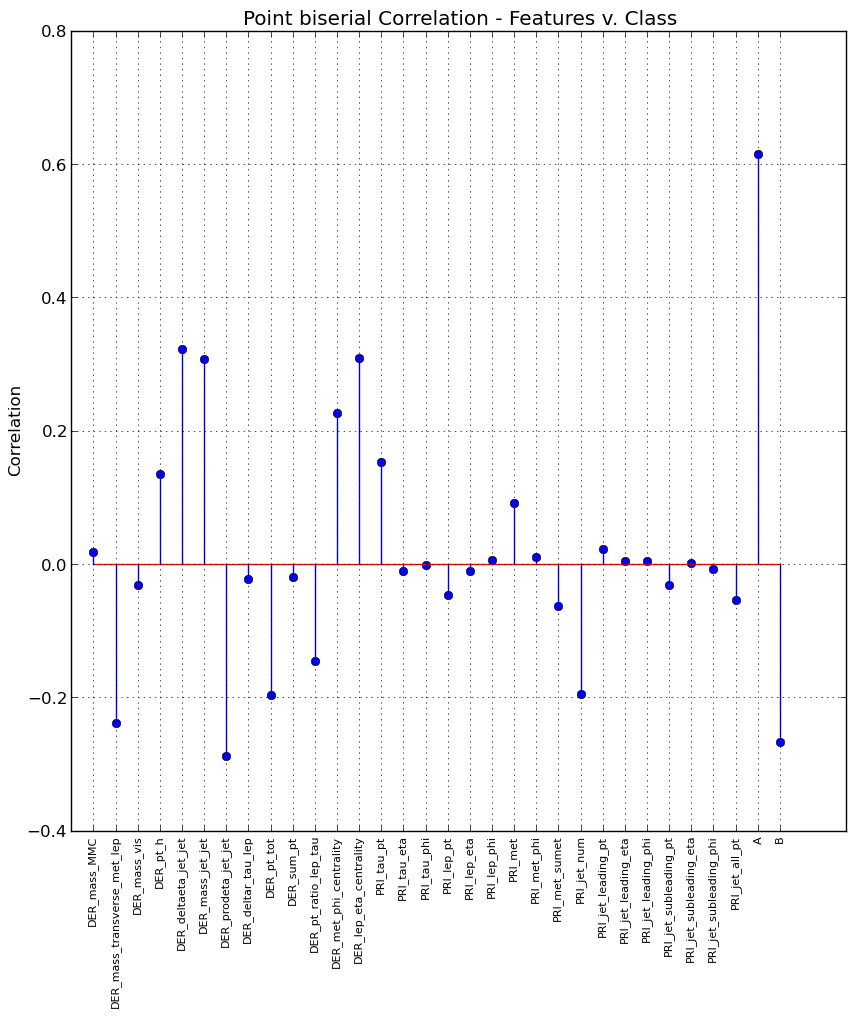 Point biserial Correlation - Features v. Class
Correlation
0.8
0.6
0.4
0.2
0.0
−0.2
−0.4
DER_mass_MMC
DER_mass_transverse_met_lep
DER_mass_vis
DER_pt_h
DER_deltaeta_jet_jet
DER_mass_jet_jet
DER_prodeta_jet_jet
DER_deltar_tau_lep
DER_pt_tot
DER_sum_pt
DER_pt_ratio_lep_tau
DER_met_phi_centrality
DER_lep_eta_centrality
PRI_tau_pt
PRI_tau_eta
PRI_tau_phi
PRI_lep_pt
PRI_lep_eta
PRI_lep_phi
PRI_met
PRI_met_phi
PRI_met_sumet
PRI_jet_num
PRI_jet_leading_pt
PRI_jet_leading_eta
PRI_jet_leading_phi
PRI_jet_subleading_pt
PRI_jet_subleading_eta
PRI_jet_subleading_phi
PRI_jet_all_pt
A
B